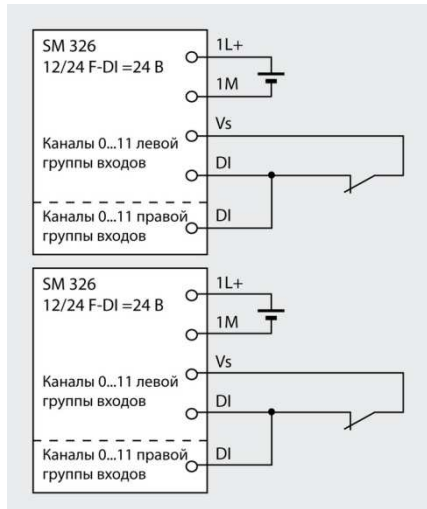 SM 326
12/24 F-DI =24 В
1L+
1M
Vs
Каналы 0...11 левой
группы входов
DI
Каналы 0...11 правой
группы входов
DI
SM 326
12/24 F-DI =24 В
1L+
1M
Vs
Каналы 0...11 левой
группы входов
DI
Каналы 0...11 правой
группы входов
DI